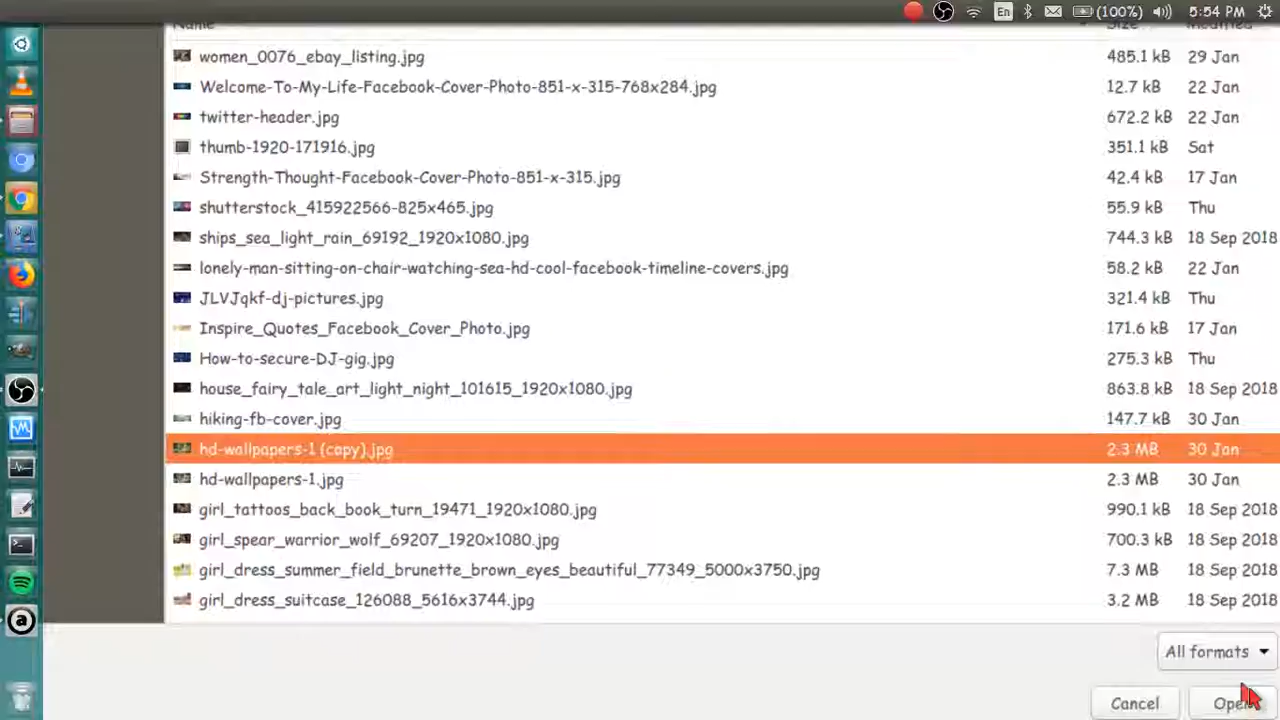 En (100%) 5:54 PM
Name Size Modified
women_0076_ebay_listing.jpg 485.1 kB 29 Jan
Welcome-To-My-Life-Facebook-Cover-Photo-851-x-315-768x284.jpg 12.7 kB 22 Jan
twitter-header.jpg 672.2 kB 22 Jan
thumb-1920-171916.jpg 351.1 kB Sat
Strength-Thought-Facebook-Cover-Photo-851-x-315.jpg 42.4 kB 17 Jan
shutterstock_415922566-825x465.jpg 55.9 kB Thu
ships_sea_light_rain_69192_1920x1080.jpg 744.3 kB 18 Sep 2018
lonely-man-sitting-on-chair-watching-sea-hd-cool-facebook-timeline-covers.jpg 58.2 kB 22 Jan
JLVJqkf-dj-pictures.jpg 321.4 kB Thu
Inspire_Quotes_Facebook_Cover_Photo.jpg 171.6 kB 17 Jan
How-to-secure-DJ-gig.jpg 275.3 kB Thu
house_fairy_tale_art_light_night_101615_1920x1080.jpg 863.8 kB 18 Sep 2018
hiking-fb-cover.jpg 147.7 kB 30 Jan
hd-wallpapers-1 (copy).jpg 2.3 MB 30 Jan
hd-wallpapers-1.jpg 2.3 MB 30 Jan
girl_tattoos_back_book_turn_19471_1920x1080.jpg 990.1 kB 18 Sep 2018
girl_spear_warrior_wolf_69207_1920x1080.jpg 700.3 kB 18 Sep 2018
girl_dress_summer_field_brunette_brown_eyes_beautiful_77349_5000x3750.jpg 7.3 MB 18 Sep 2018
girl_dress_suitcase_126088_5616x3744.jpg 3.2 MB 18 Sep 2018
All formats
Cancel Open